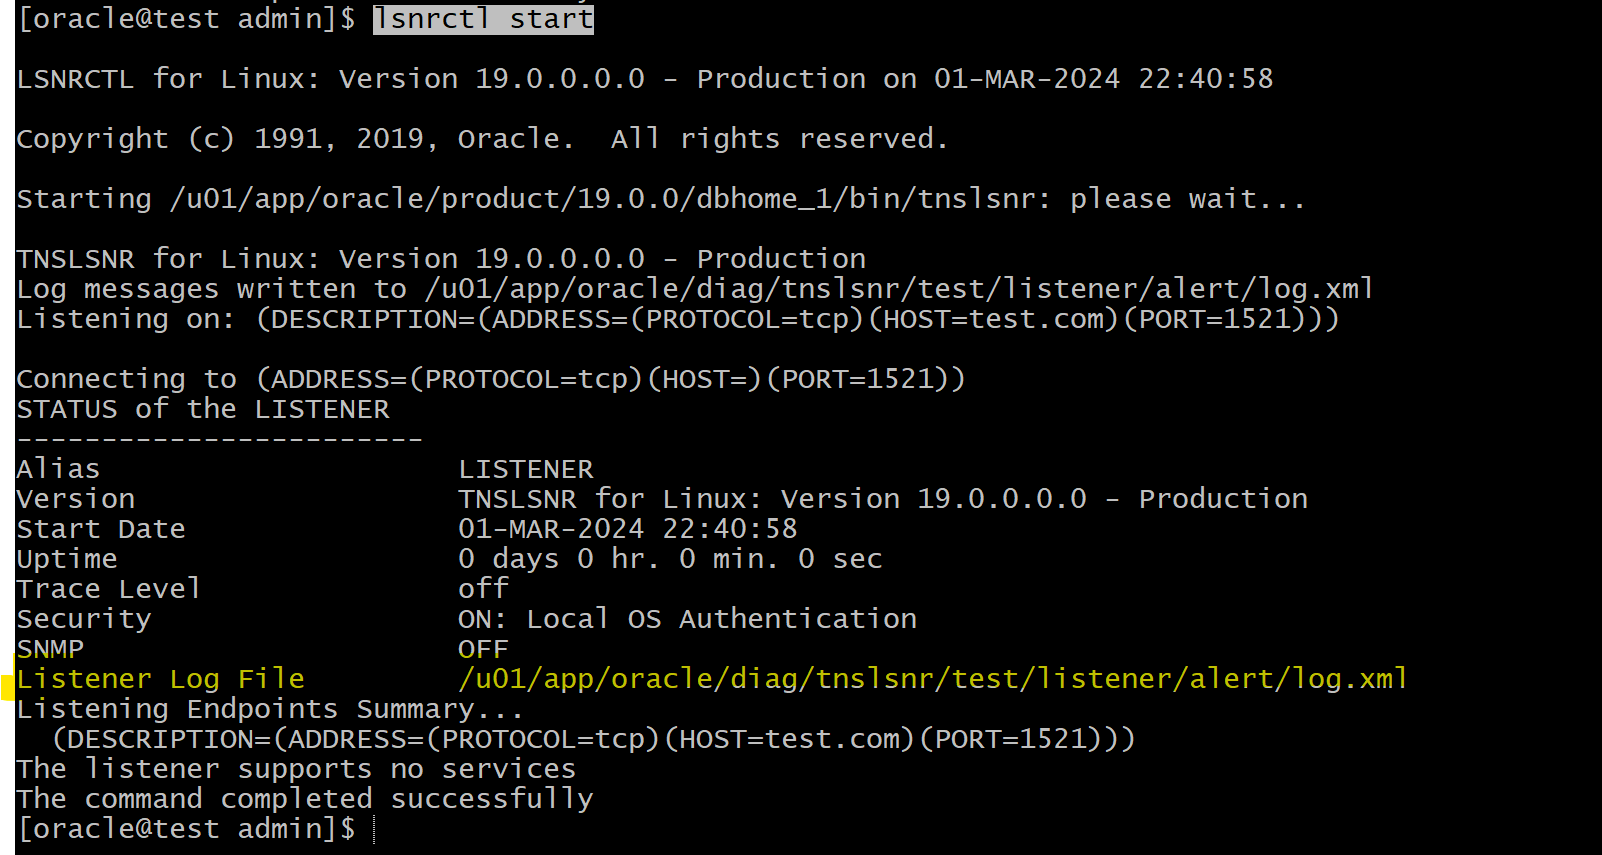 [oracle@test admin]$ lsnrctl start
LSNRCTL for Linux: Version 19.0.0.0.0 - Production on 01-MAR-2024 22:40:58
Copyright (c) 1991, 2019, Oracle.  All rights reserved.
Starting /u01/app/oracle/product/19.0.0/dbhome_1/bin/tnslsnr: please wait...
TNSLSNR for Linux: Version 19.0.0.0.0 - Production
Log messages written to /u01/app/oracle/diag/tnslsnr/test/listener/alert/log.xml
Listening on: (DESCRIPTION=(ADDRESS=(PROTOCOL=tcp)(HOST=test.com)(PORT=1521)))
Connecting to (ADDRESS=(PROTOCOL=tcp)(HOST=)(PORT=1521))
STATUS of the LISTENER
------------------------
Alias                     LISTENER
Version                   TNSLSNR for Linux: Version 19.0.0.0.0 - Production
Start Date                01-MAR-2024 22:40:58
Uptime                    0 days 0 hr. 0 min. 0 sec
Trace Level               off
Security                  ON: Local OS Authentication
SNMP                      OFF
Listener Log File         /u01/app/oracle/diag/tnslsnr/test/listener/alert/log.xml
Listening Endpoints Summary...
  (DESCRIPTION=(ADDRESS=(PROTOCOL=tcp)(HOST=test.com)(PORT=1521)))
The listener supports no services
The command completed successfully
[oracle@test admin]$